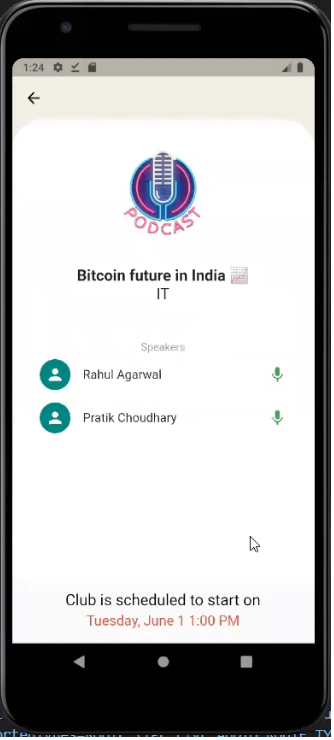 1:24
PODCAST
Bitcoin future in India 📈
IT
Speakers
Rahul Agarwal
Pratik Choudhary
Club is scheduled to start on
Tuesday, June 1 1:00 PM